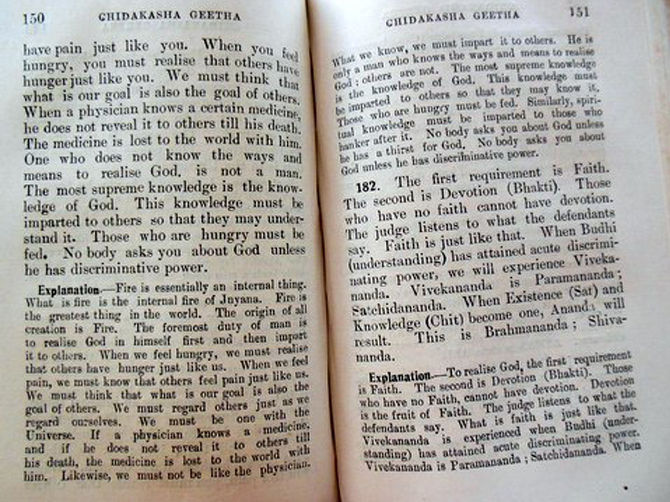 150 CHIDAKASHA GEETHA
have pain just like you. When you feel
hungry, you must realise that others have
hunger just like you. We must think that
what is our goal is also the goal of others.
When a physician knows a certain medicine,
he does not reveal it to others till his death.
The medicine is lost to the world with him.
One who does not know the ways and
means to realise God, is not a man.
The most supreme knowledge is the know-
ledge of God. This knowledge must be
imparted to others so that they may under-
stand it. Those who are hungry must be
fed. No body asks you about God unless
he has discriminative power.
Explanation.—Fire is essentially an internal thing.
What is fire is the internal fire of Jnyana. Fire is
the greatest thing in the world. The origin of all
creation is Fire. The foremost duty of man is
to realise God in himself first and then impart
it to others. When we feel hungry, we must realise
that others have hunger just like us. When we feel
pain, we must know that others feel pain just like us.
We must think that what is our goal is also the
goal of others. We must regard others just as we
regard ourselves. We must be one with the
Universe. If a physician knows a medicine,
and if he does not reveal it to others till
his death, the medicine is lost to the world with
him. Likewise, we must not be like the physician.
CHIDAKASHA GEETHA 151
What we know, we must impart it to others. He is
only a man who knows the ways and means to realise
God; others are not. The most supreme knowledge
is the knowledge of God. This knowledge must
be imparted to others so that they may know it,
Those who are hungry must be fed. Similarly, spiri-
tual knowledge must be imparted to those who
hanker after it. No body asks you about God unless
he has a thirst for God. No body asks you about
God unless he has discriminative power.
182. The first requirement is Faith.
The second is Devotion (Bhakti). Those
who have no faith cannot have devotion.
The judge listens to what the defendants
say. Faith is just like that. When Budhi
(understanding) has attained acute discrimi-
nating power, we will experience Viveka-
nanda. Vivekananda is Paramananda;
Satchidananda. When Existence (Sat) and
Knowledge (Chit) become one, Ananda will
result. This is Brahmananda; Shiva-
nanda.
Explanation.—To realise God, the first requirement
is Faith. The second is Devotion (Bhakti). Those
who have no Faith, cannot have devotion. Devotion
is the fruit of Faith. The judge listens to what the
defendants say. What is faith is just like that.
Vivekananda is experienced when Budhi (under-
standing) has attained acute discriminating power.
Vivekananda is Paramananda; Satchidananda. When